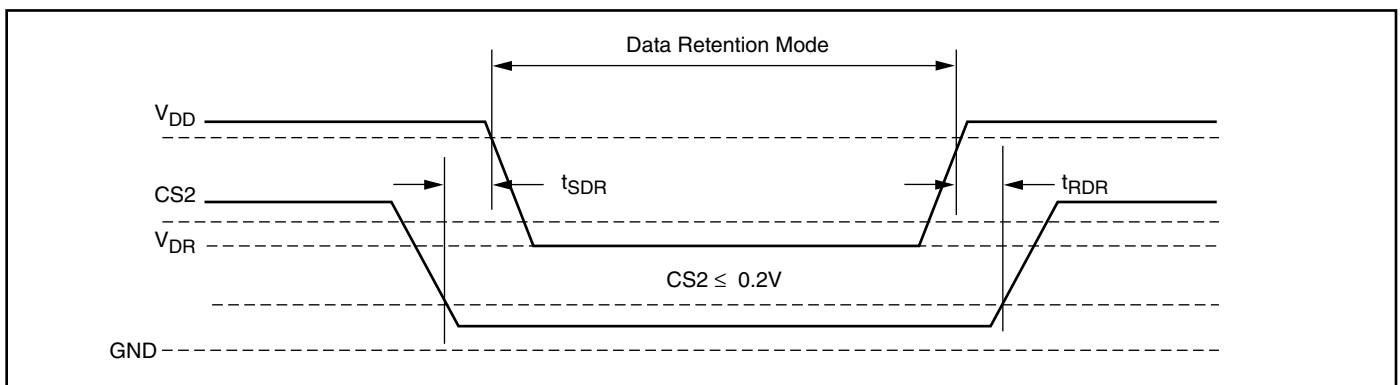 Data Retention Mode
VDD
tSDR
tRDR
CS2
VDR
CS2 ≤ 0.2V
GND